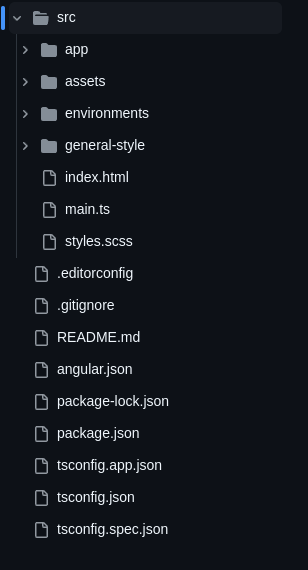 src
app
assets
environments
general-style
index.html
main.ts
styles.scss
.editorconfig
.gitignore
README.md
angular.json
package-lock.json
package.json
tsconfig.app.json
tsconfig.json
tsconfig.spec.json